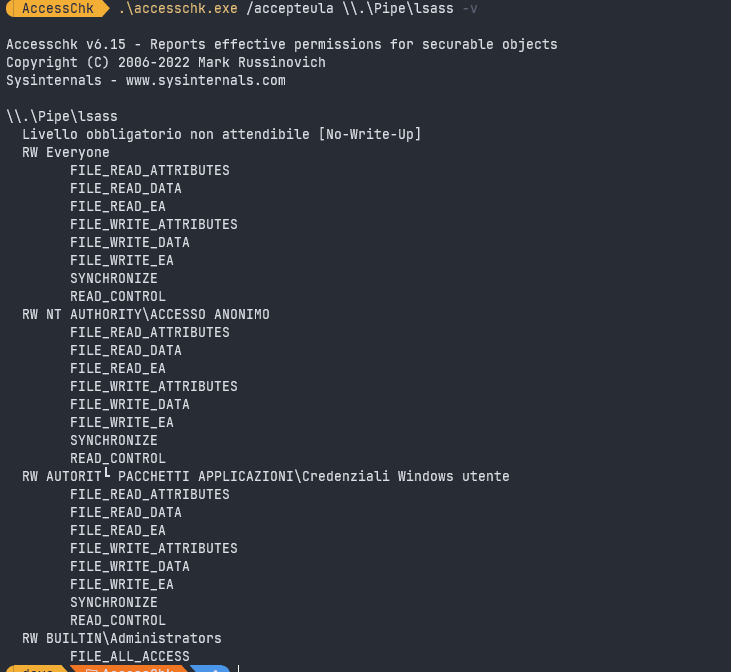 AccessChk .\accesschk.exe /accepteula \\.\Pipe\lsass -v
Accesschk v6.15 - Reports effective permissions for securable objects
Copyright (C) 2006-2022 Mark Russinovich
Sysinternals - www.sysinternals.com
\\.\Pipe\lsass
Livello obbligatorio non attendibile [No-Write-Up]
RW Everyone
FILE_READ_ATTRIBUTES
FILE_READ_DATA
FILE_READ_EA
FILE_WRITE_ATTRIBUTES
FILE_WRITE_DATA
FILE_WRITE_EA
SYNCHRONIZE
READ_CONTROL
RW NT AUTHORITY\ACCESSO ANONIMO
FILE_READ_ATTRIBUTES
FILE_READ_DATA
FILE_READ_EA
FILE_WRITE_ATTRIBUTES
FILE_WRITE_DATA
FILE_WRITE_EA
SYNCHRONIZE
READ_CONTROL
RW AUTORIT└ PACCHETTI APPLICAZIONI\Credenziali Windows utente
FILE_READ_ATTRIBUTES
FILE_READ_DATA
FILE_READ_EA
FILE_WRITE_ATTRIBUTES
FILE_WRITE_DATA
FILE_WRITE_EA
SYNCHRONIZE
READ_CONTROL
RW BUILTIN\Administrators
FILE_ALL_ACCESS
AccessChk